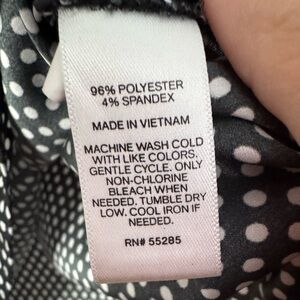 96% POLYESTER
4% SPANDEX
MADE IN VIETNAM
MACHINE WASH COLD
WITH LIKE COLORS,
GENTLE CYCLE. ONLY
NON-CHLORINE
BLEACH WHEN
NEEDED. TUMBLE DRY
LOW. COOL IRON IF
NEEDED.
RN# 55285